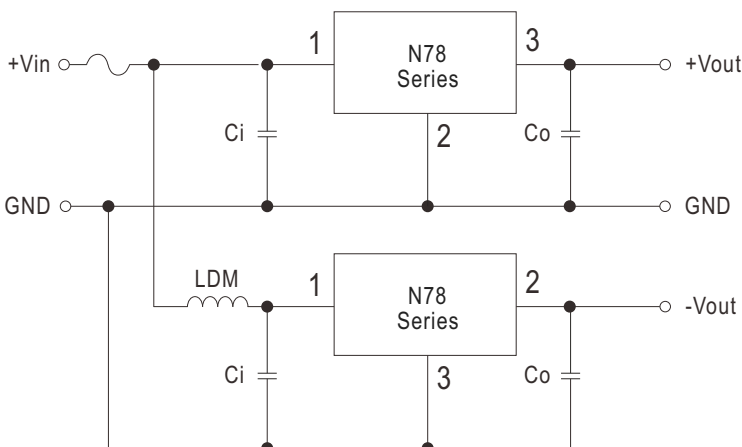 1
N78
Series
3
+Vin
+Vout
Ci
2
Co
GND
GND
LDM
1
N78
Series
2
-Vout
Ci
3
Co